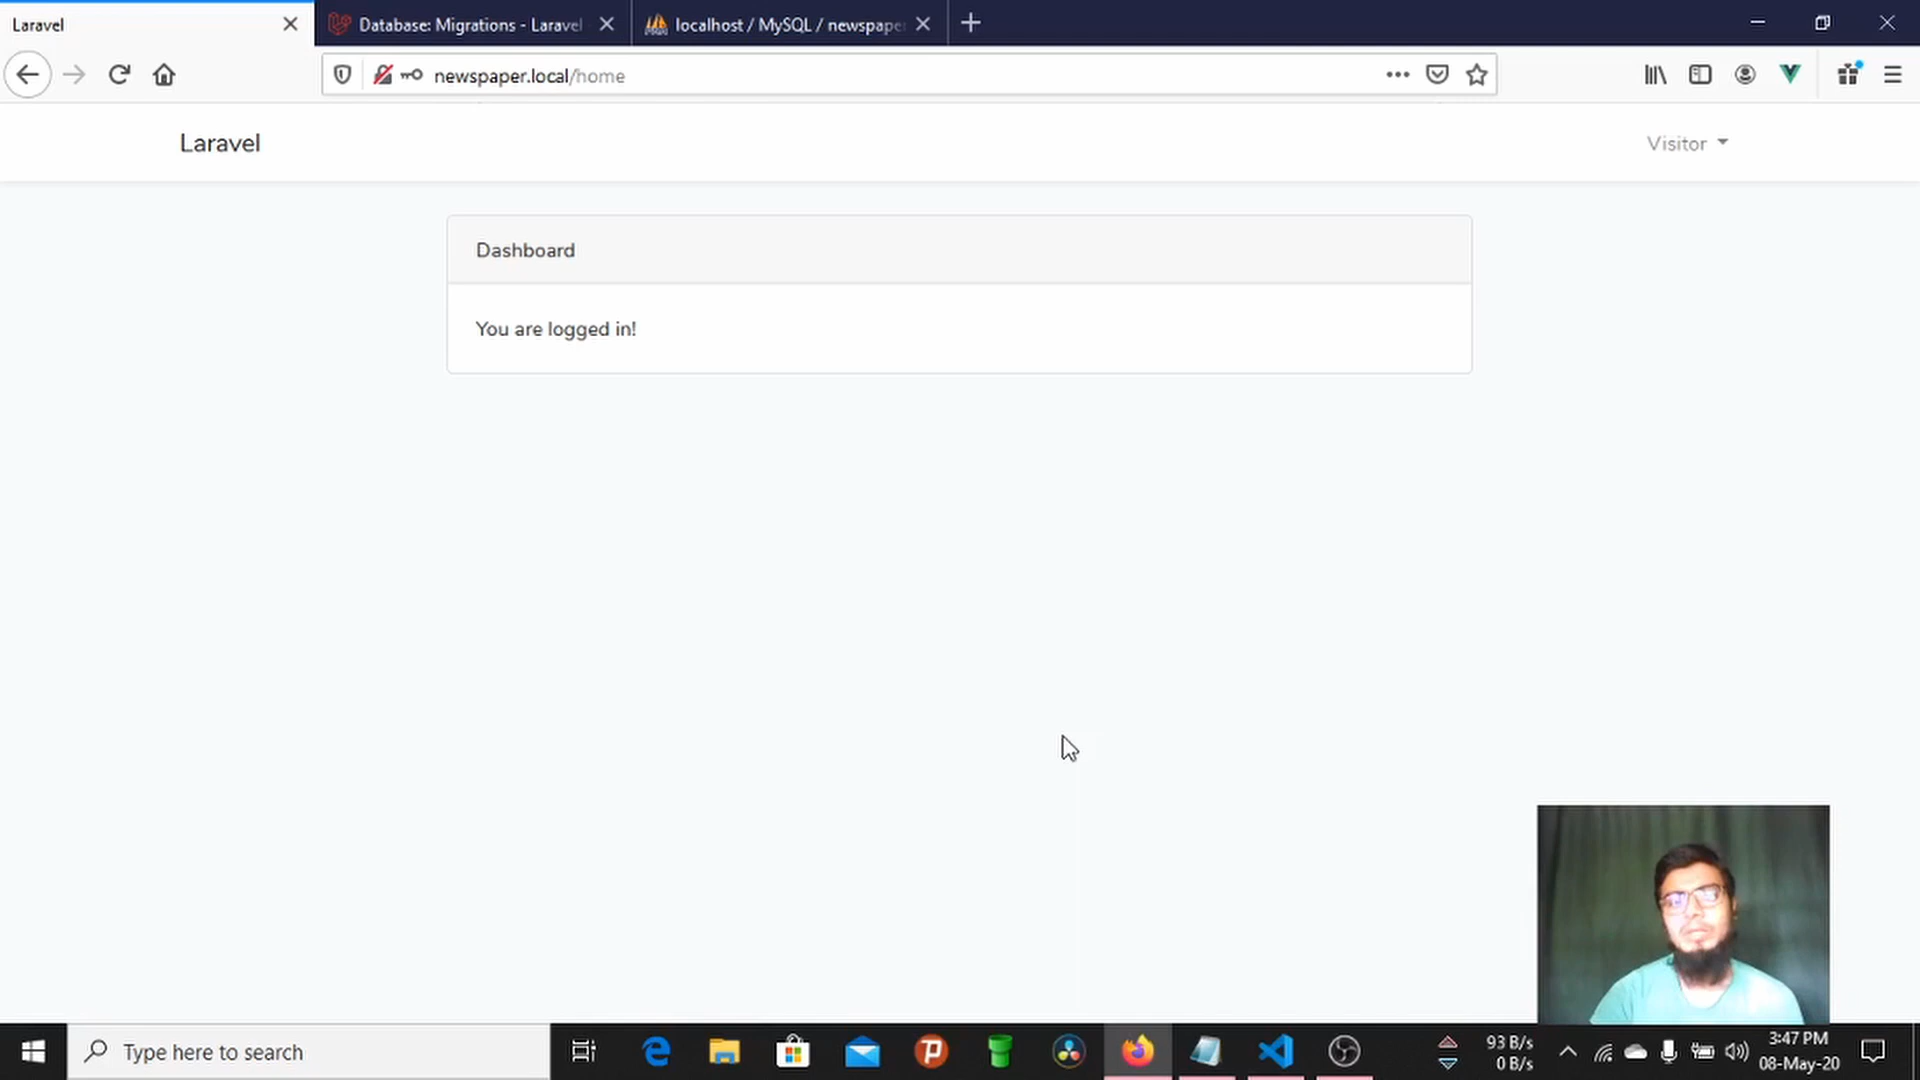 Laravel
Database: Migrations - Laravel
localhost / MySQL / newspaper
newspaper.local/home
Laravel
Visitor
Dashboard
You are logged in!
Type here to search
93 B/s
0 B/s
3:47 PM
08-May-20